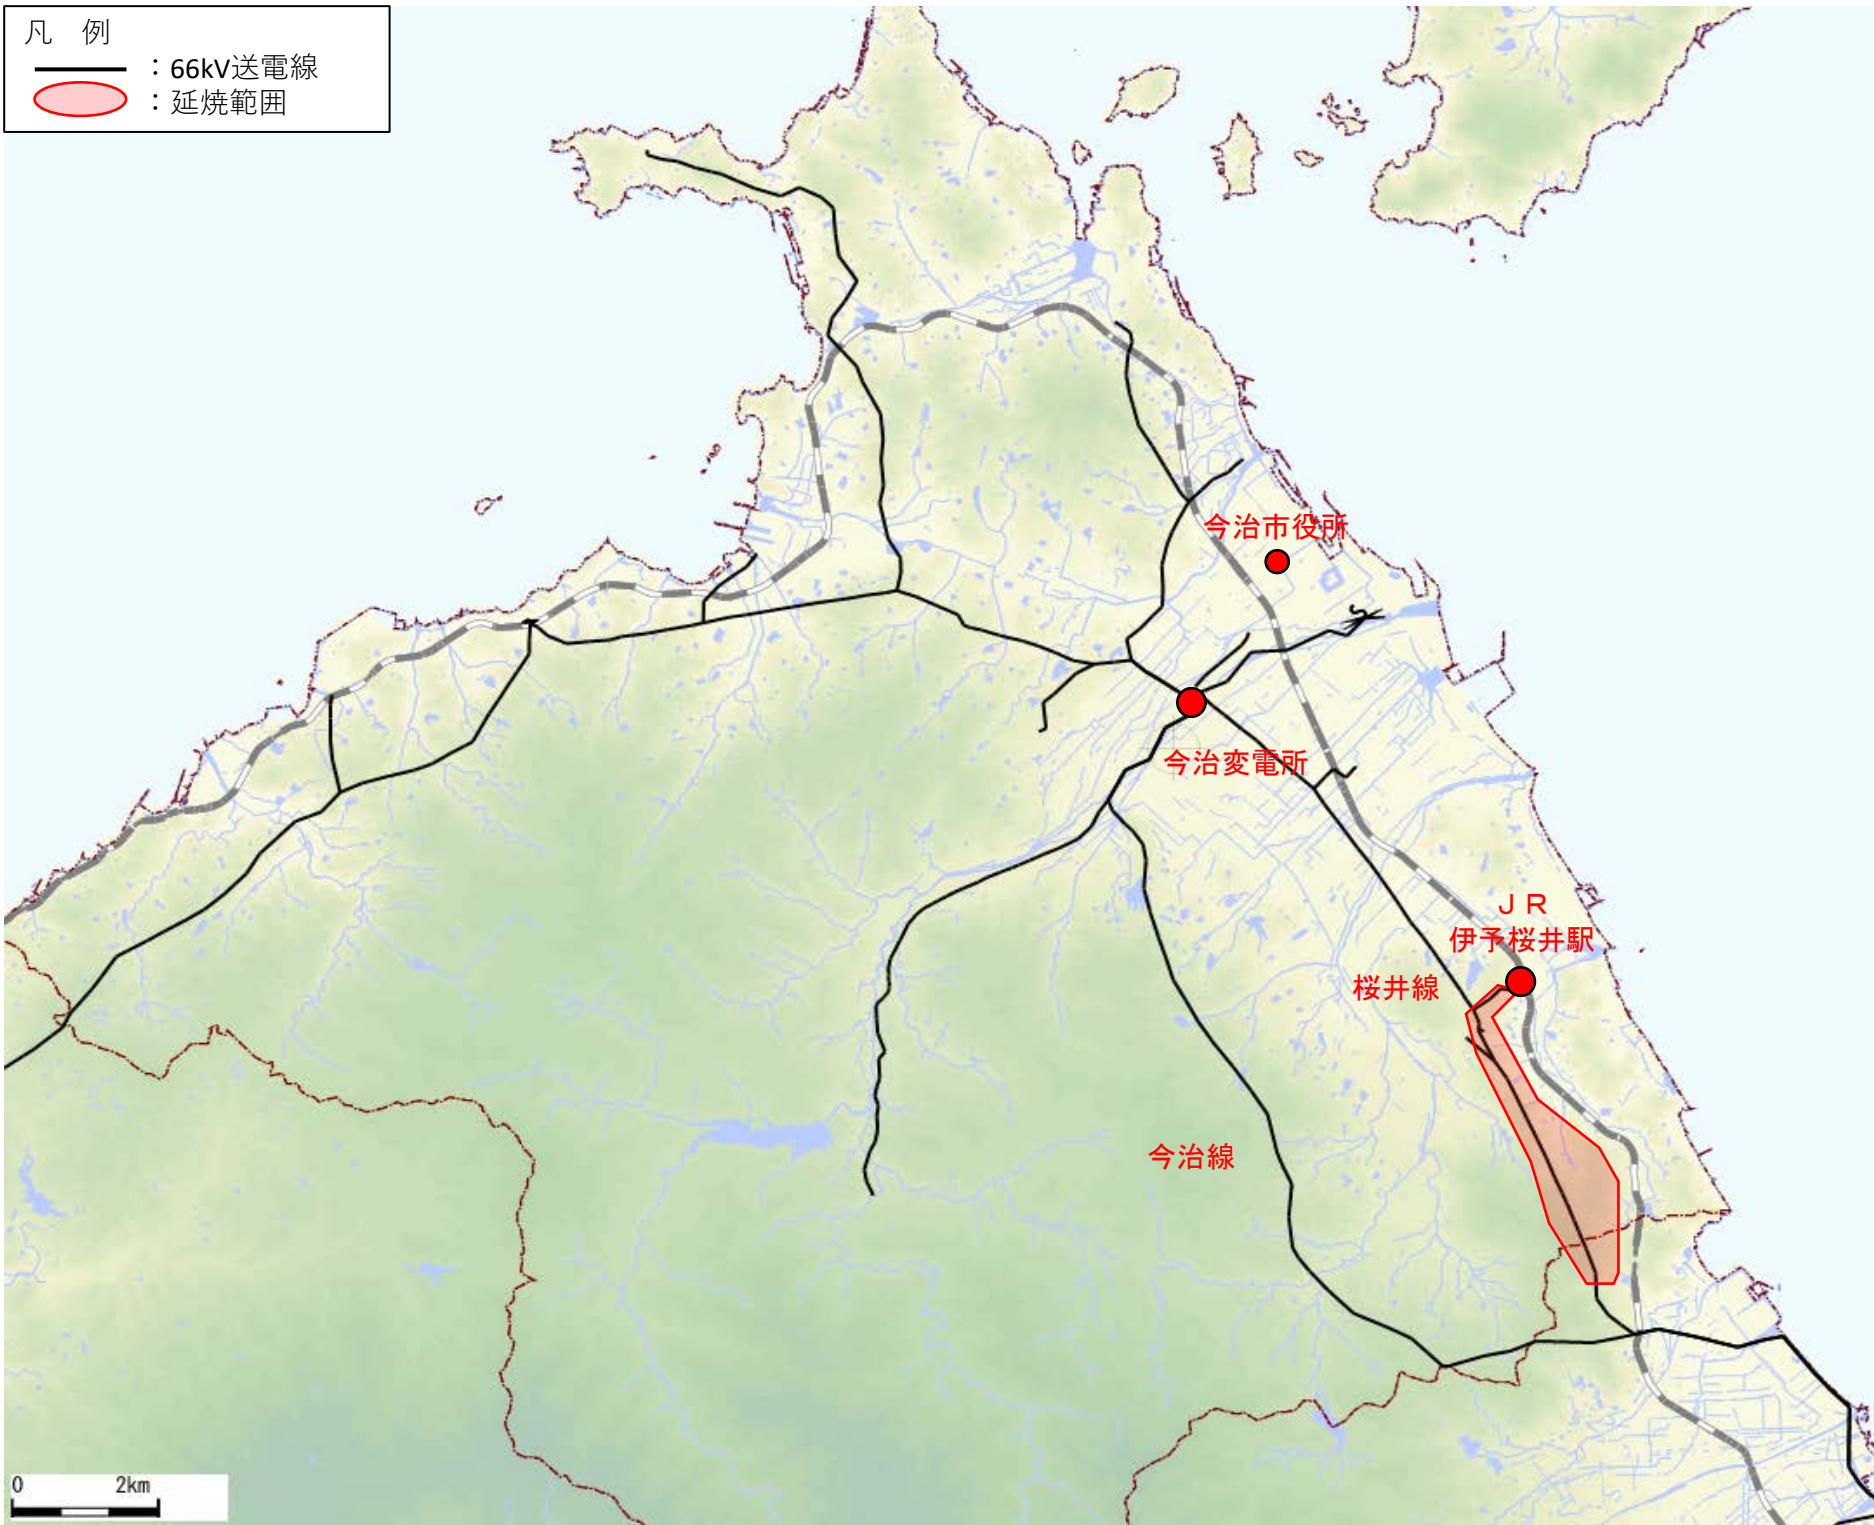 凡　例
：66kV送電線
：延焼範囲
今治市役所
今治変電所
ＪＲ
伊予桜井駅
桜井線
今治線
0 2km